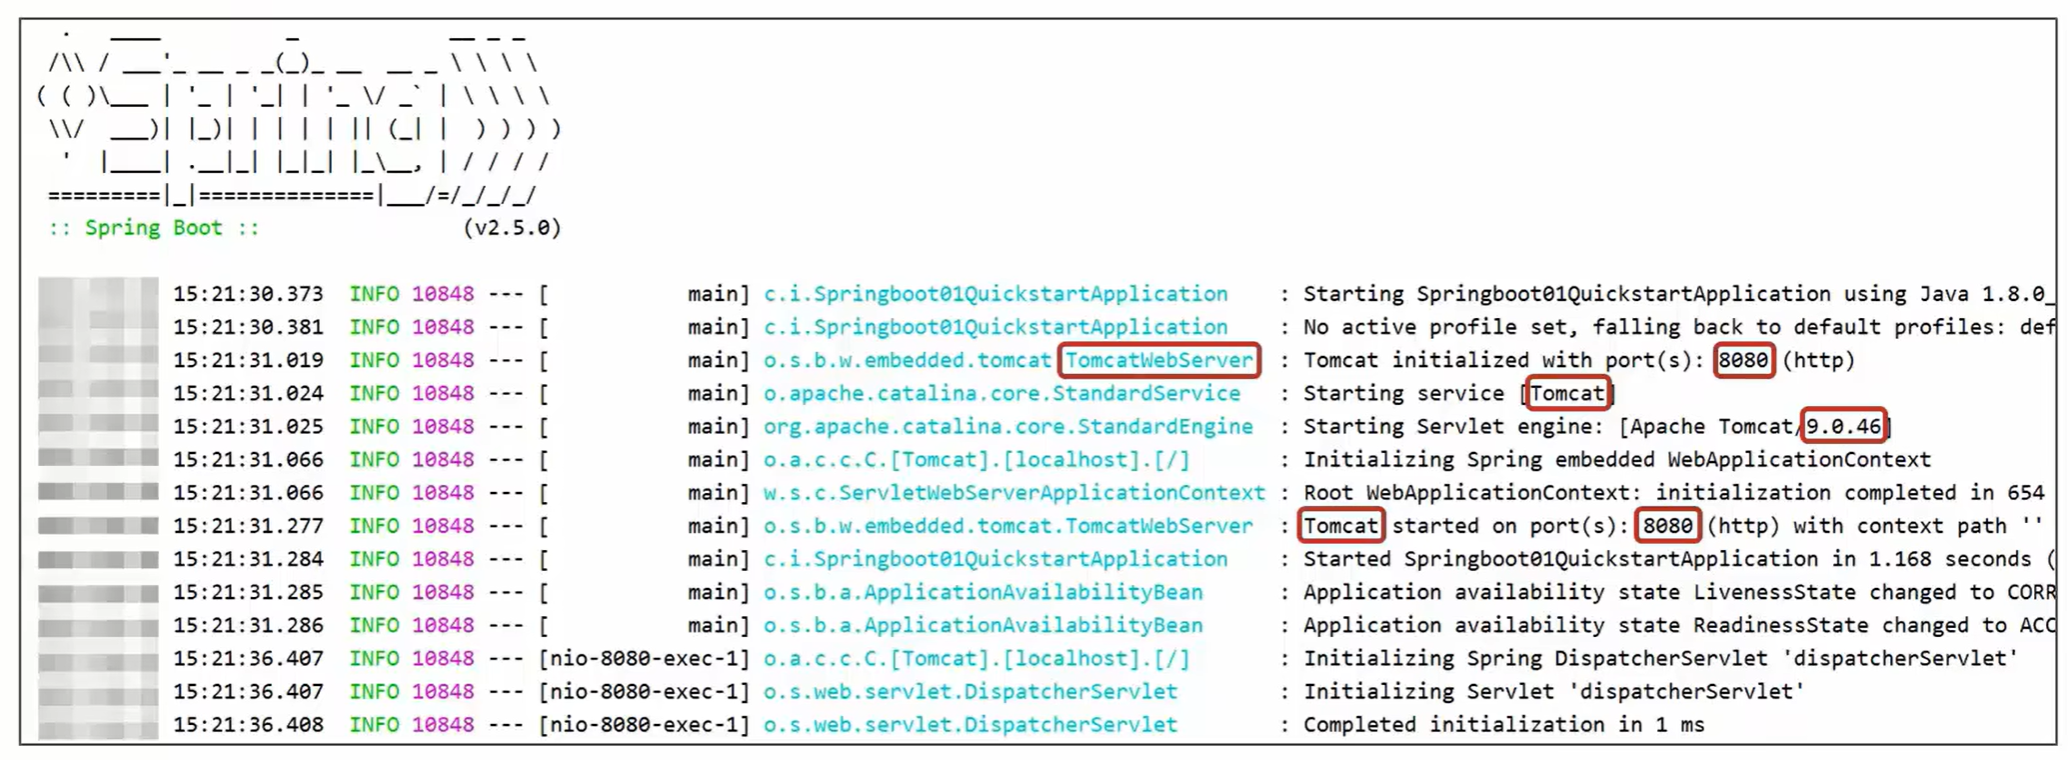 .   ____          _            __ _ _
 /\\ / ___'_ __ _ _(_)_ __  __ _ \ \ \ \
( ( )\___ | '_ | '_| | '_ \/ _` | \ \ \ \
 \\/  ___)| |_)| | | | | || (_| |  ) ) ) )
  '  |____| .__|_| |_|_| |_\__, | / / / /
 =========|_|==============|___/=/_/_/_/
:: Spring Boot :: (v2.5.0)
15:21:30.373 INFO 10848 --- [ main] c.i.Springboot01QuickstartApplication : Starting Springboot01QuickstartApplication using Java 1.8.0_
15:21:30.381 INFO 10848 --- [ main] c.i.Springboot01QuickstartApplication : No active profile set, falling back to default profiles: def
15:21:31.019 INFO 10848 --- [ main] o.s.b.w.embedded.tomcat TomcatWebServer : Tomcat initialized with port(s): 8080 (http)
15:21:31.024 INFO 10848 --- [ main] o.apache.catalina.core.StandardService : Starting service [Tomcat]
15:21:31.025 INFO 10848 --- [ main] org.apache.catalina.core.StandardEngine : Starting Servlet engine: [Apache Tomcat/9.0.46]
15:21:31.066 INFO 10848 --- [ main] o.a.c.c.C.[Tomcat].[localhost].[/] : Initializing Spring embedded WebApplicationContext
15:21:31.066 INFO 10848 --- [ main] w.s.c.ServletWebServerApplicationContext : Root WebApplicationContext: initialization completed in 654
15:21:31.277 INFO 10848 --- [ main] o.s.b.w.embedded.tomcat.TomcatWebServer : Tomcat started on port(s): 8080 (http) with context path ''
15:21:31.284 INFO 10848 --- [ main] c.i.Springboot01QuickstartApplication : Started Springboot01QuickstartApplication in 1.168 seconds (
15:21:31.285 INFO 10848 --- [ main] o.s.b.a.ApplicationAvailabilityBean : Application availability state LivenessState changed to CORR
15:21:31.286 INFO 10848 --- [ main] o.s.b.a.ApplicationAvailabilityBean : Application availability state ReadinessState changed to ACC
15:21:36.407 INFO 10848 --- [nio-8080-exec-1] o.a.c.c.C.[Tomcat].[localhost].[/] : Initializing Spring DispatcherServlet 'dispatcherServlet'
15:21:36.407 INFO 10848 --- [nio-8080-exec-1] o.s.web.servlet.DispatcherServlet : Initializing Servlet 'dispatcherServlet'
15:21:36.408 INFO 10848 --- [nio-8080-exec-1] o.s.web.servlet.DispatcherServlet : Completed initialization in 1 ms